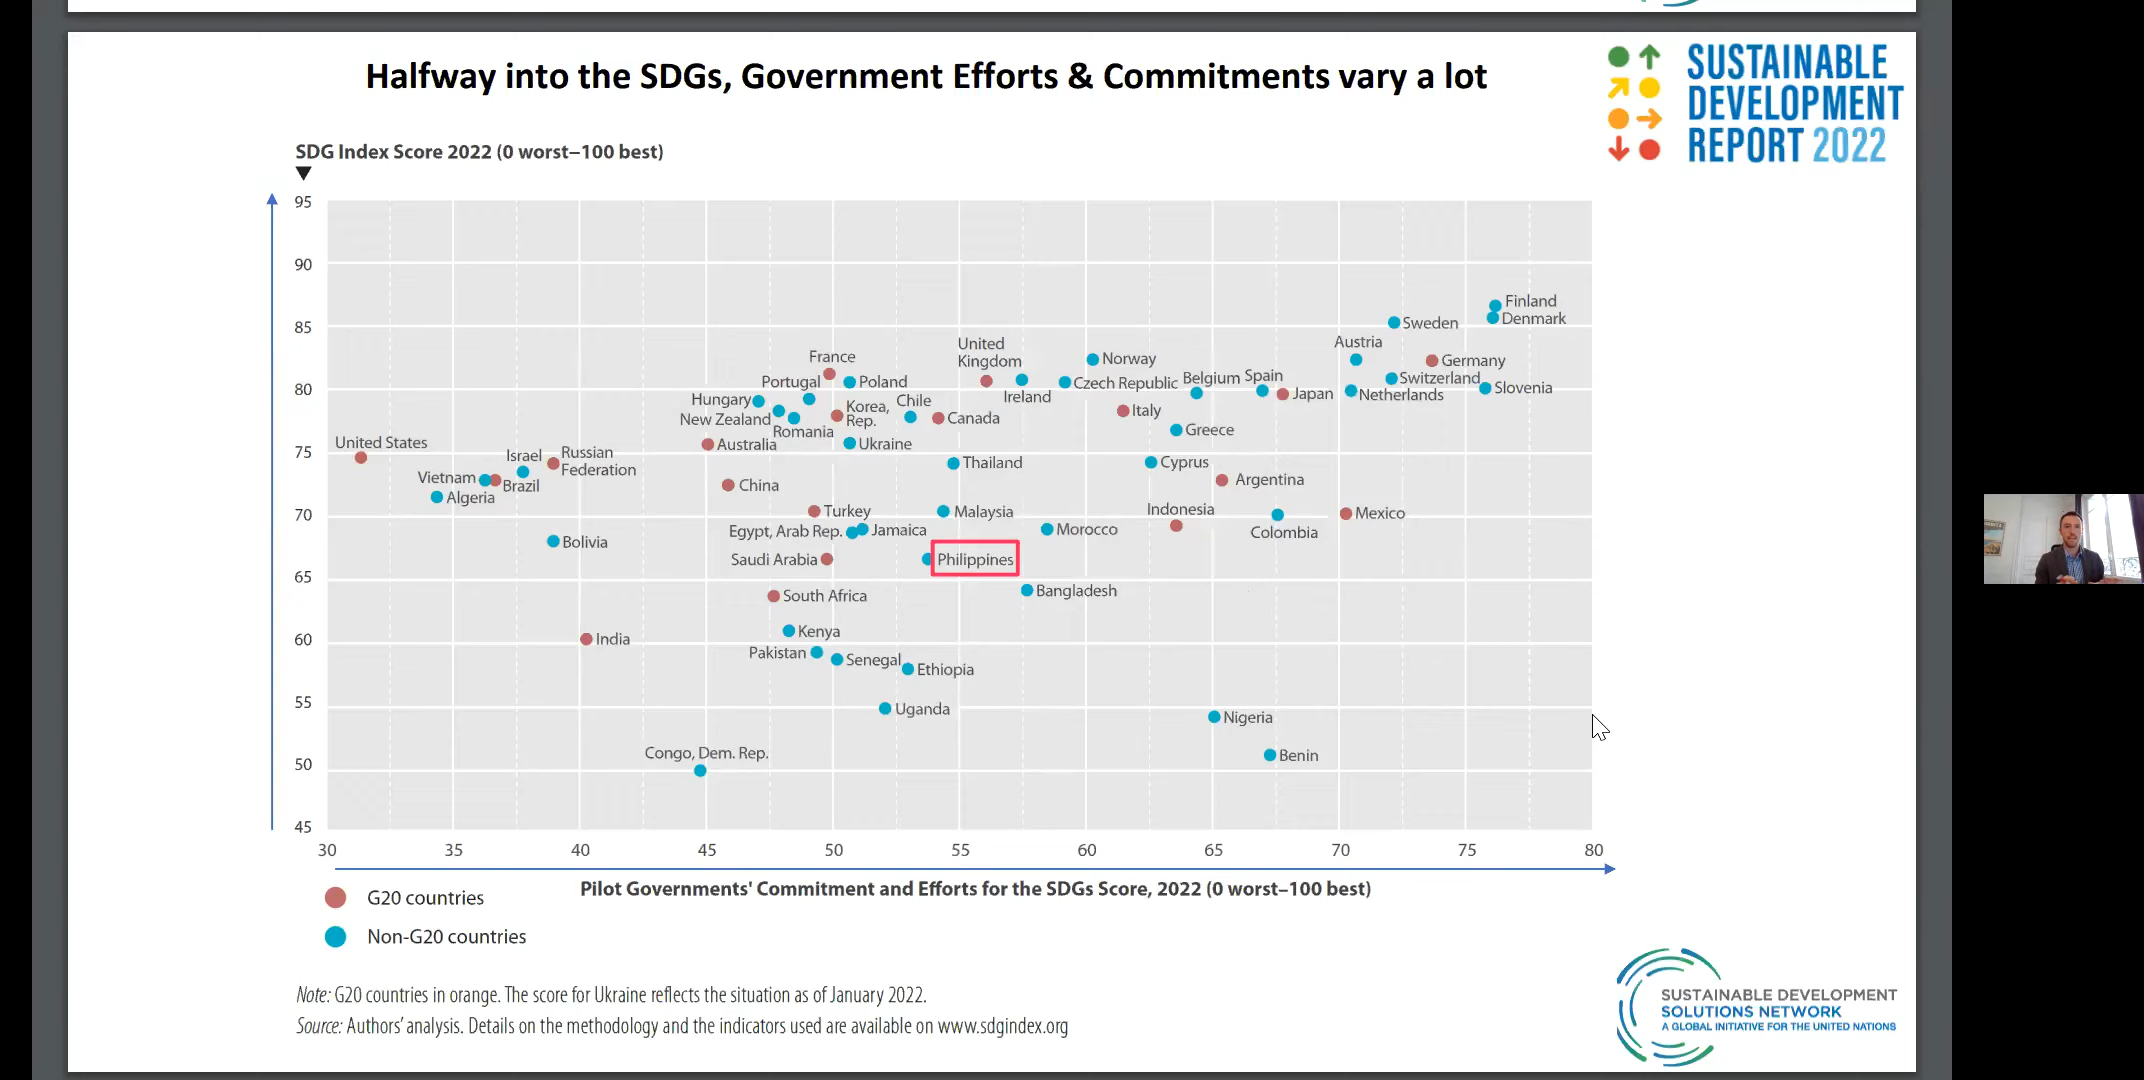 Halfway into the SDGs, Government Efforts & Commitments vary a lot
SUSTAINABLE
DEVELOPMENT
REPORT 2022
SDG Index Score 2022 (0 worst–100 best)
95
90
85
80
75
70
65
60
55
50
45
Finland
Denmark
Sweden
Austria
United
Kingdom
Norway
Germany
France
Portugal
Poland
Czech Republic
Belgium
Spain
Switzerland
Slovenia
Hungary
Ireland
Japan
Netherlands
New Zealand
Korea,
Rep.
Chile
Canada
Italy
Romania
Greece
United States
Australia
Ukraine
Israel
Russian
Federation
Thailand
Cyprus
Vietnam
Brazil
China
Argentina
Algeria
Turkey
Malaysia
Indonesia
Mexico
Egypt, Arab Rep.
Jamaica
Morocco
Colombia
Bolivia
Saudi Arabia
Philippines
South Africa
Bangladesh
India
Kenya
Pakistan
Senegal
Ethiopia
Uganda
Nigeria
Congo, Dem. Rep.
Benin
30 35 40 45 50 55 60 65 70 75 80
Pilot Governments' Commitment and Efforts for the SDGs Score, 2022 (0 worst–100 best)
G20 countries
Non-G20 countries
Note: G20 countries in orange. The score for Ukraine reflects the situation as of January 2022.
Source: Authors' analysis. Details on the methodology and the indicators used are available on www.sdgindex.org
SUSTAINABLE DEVELOPMENT
SOLUTIONS NETWORK
A GLOBAL INITIATIVE FOR THE UNITED NATIONS